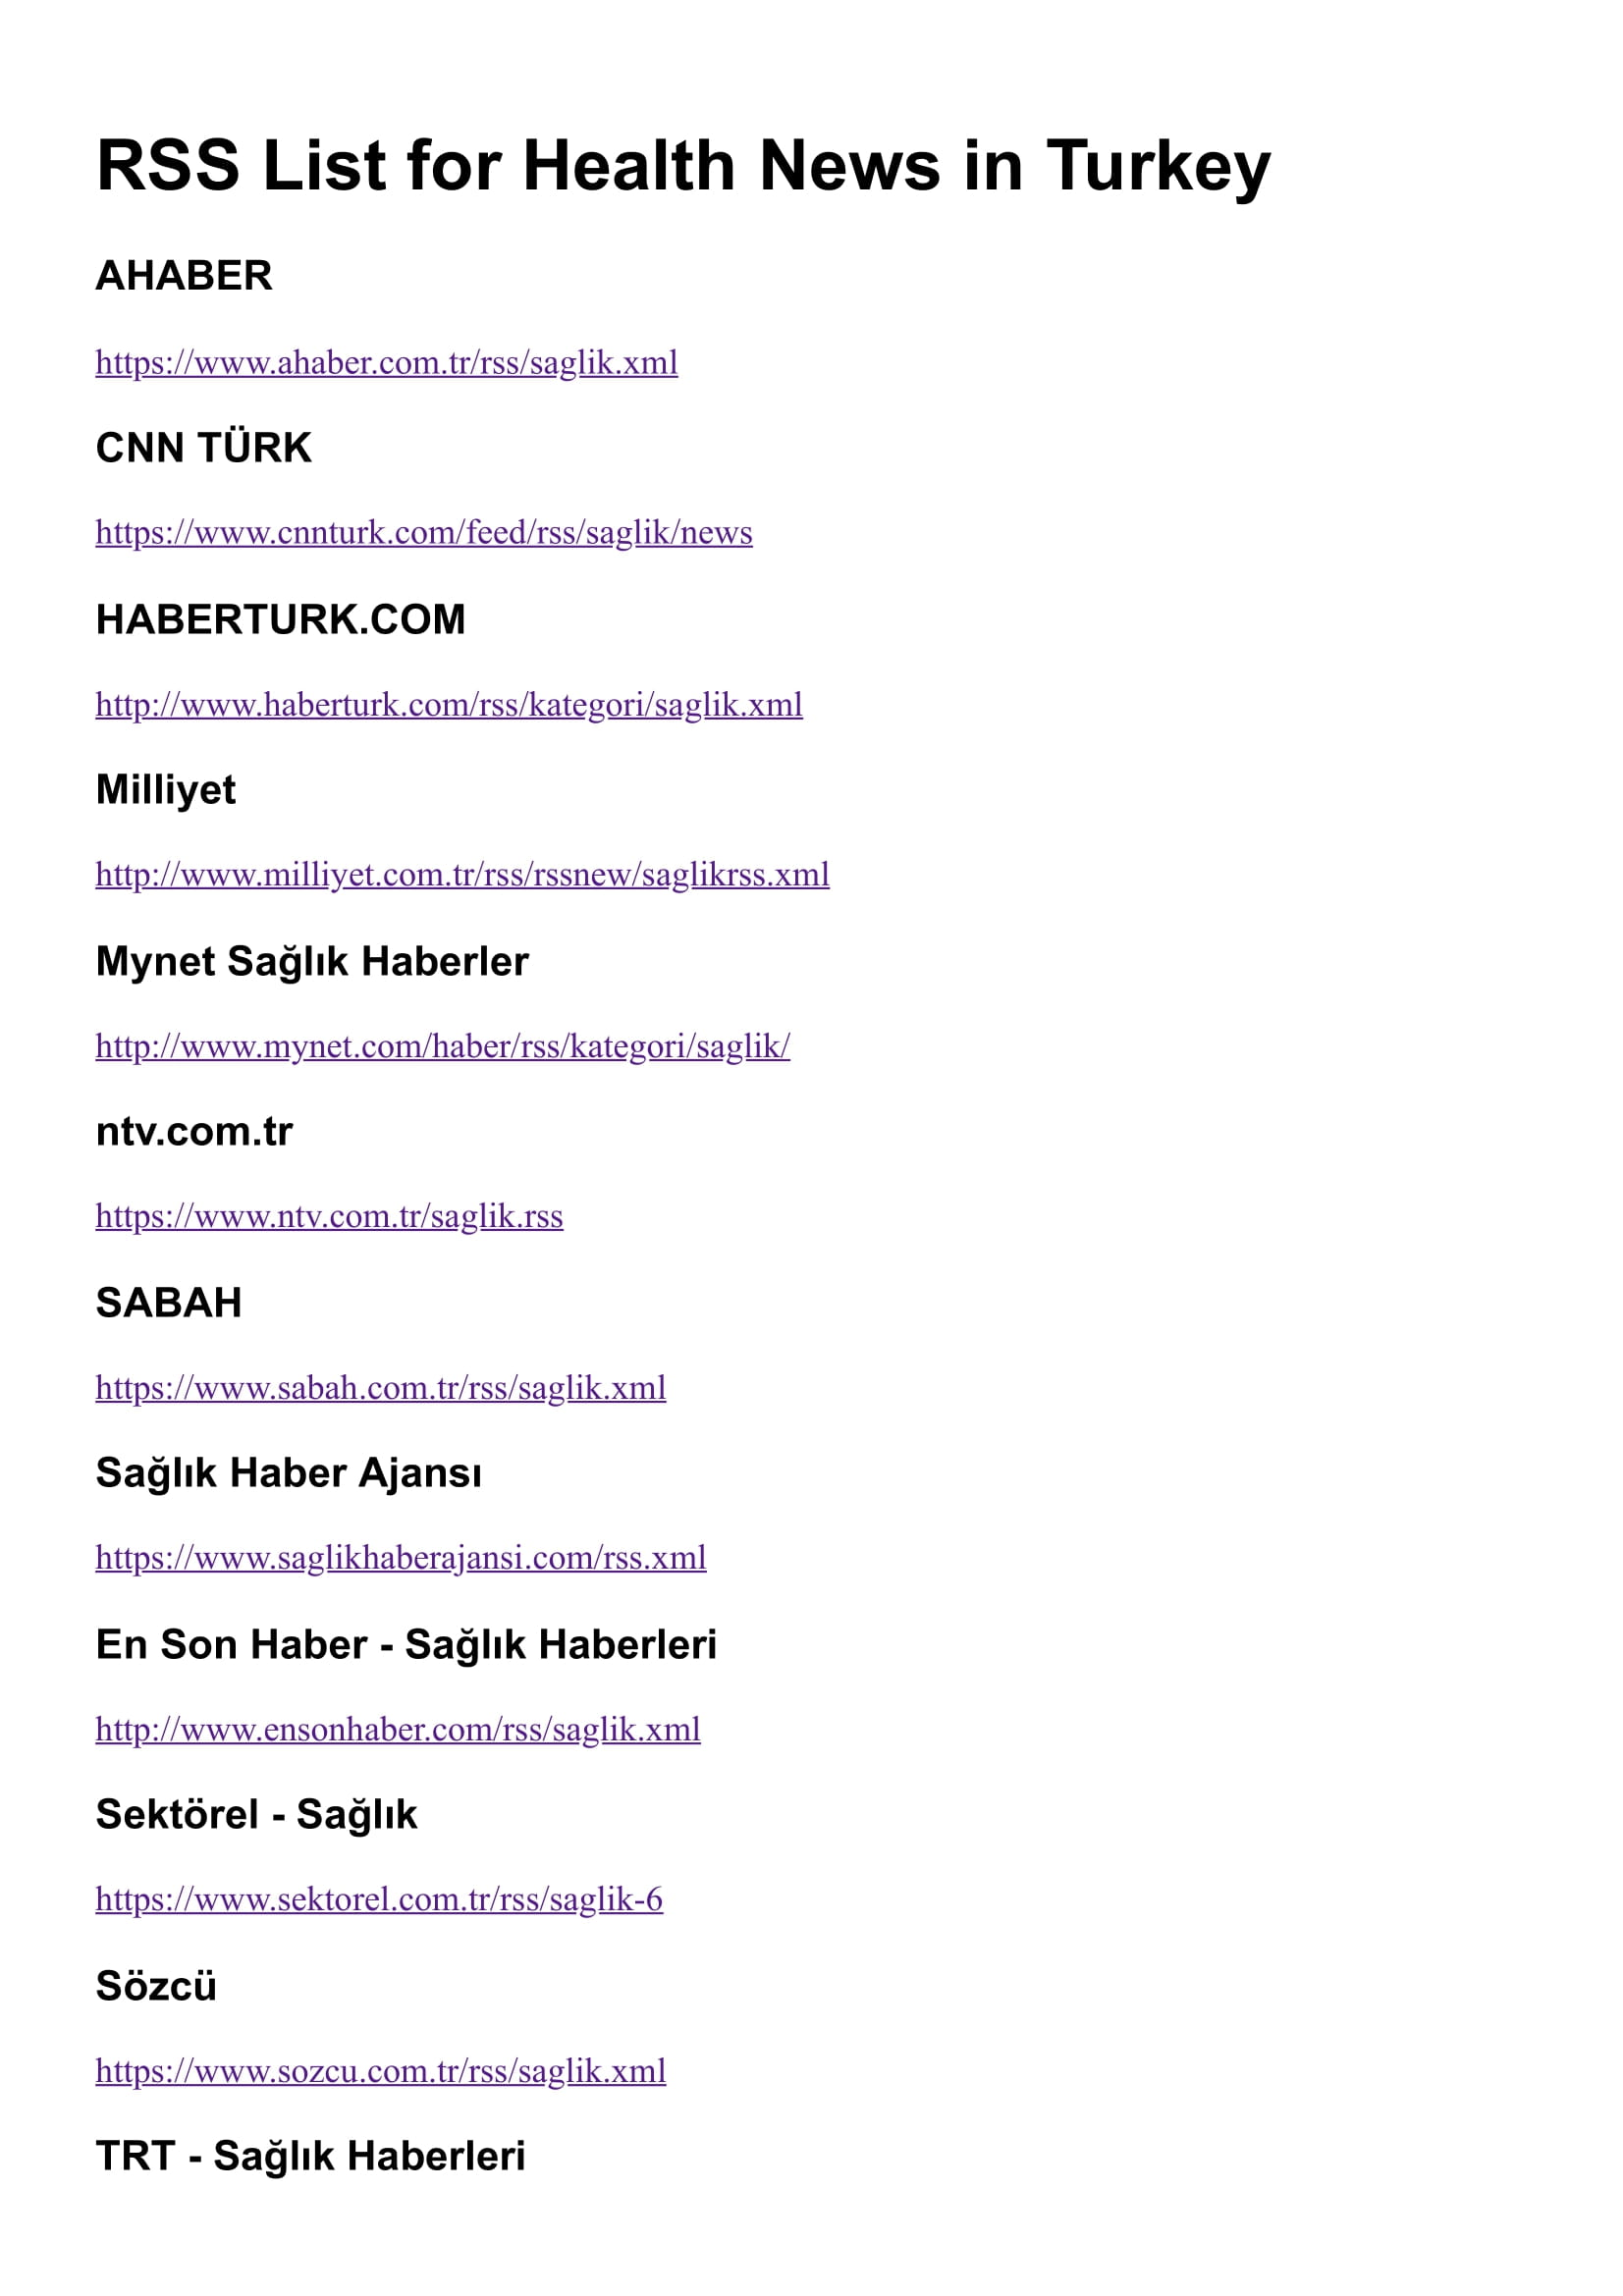 RSS List for Health News in Turkey
AHABER
https://www.ahaber.com.tr/rss/saglik.xml
CNN TÜRK
https://www.cnnturk.com/feed/rss/saglik/news
HABERTURK.COM
http://www.haberturk.com/rss/kategori/saglik.xml
Milliyet
http://www.milliyet.com.tr/rss/rssnew/saglikrss.xml
Mynet Sağlık Haberler
http://www.mynet.com/haber/rss/kategori/saglik/
ntv.com.tr
https://www.ntv.com.tr/saglik.rss
SABAH
https://www.sabah.com.tr/rss/saglik.xml
Sağlık Haber Ajansı
https://www.saglikhaberajansi.com/rss.xml
En Son Haber - Sağlık Haberleri
http://www.ensonhaber.com/rss/saglik.xml
Sektörel - Sağlık
https://www.sektorel.com.tr/rss/saglik-6
Sözcü
https://www.sozcu.com.tr/rss/saglik.xml
TRT - Sağlık Haberleri